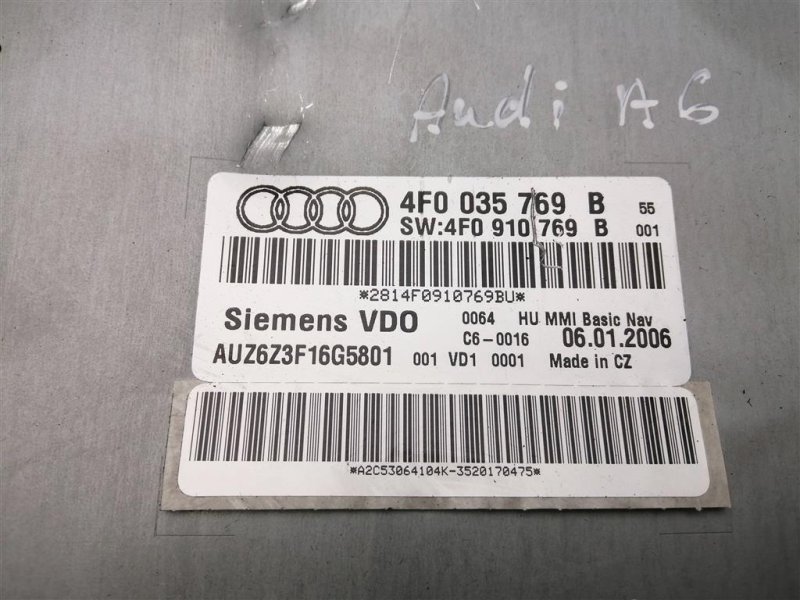 Audi A6
4F0 035 769 B 55
SW:4F0 910 769 B 001
*2814F0910769BU*
Siemens VDO 0064 HU MMI Basic Nav
C6-0016 06.01.2006
AUZ6Z3F16G5801 001 VD1 0001 Made in CZ
*A2C53064104K-3520170475*